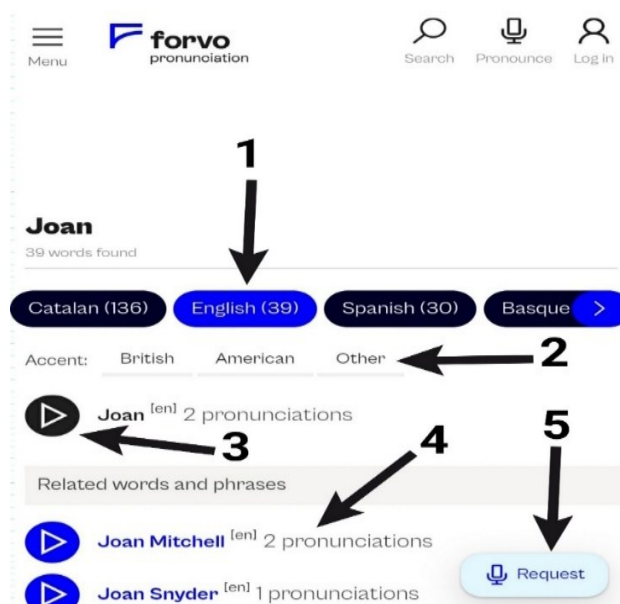 forvo
pronunciation
Menu
Search
Pronounce
Log in
1
Joan
39 words found
Catalan (136)
English (39)
Spanish (30)
Basque
Accent:
British
American
Other
2
Joan [en] 2 pronunciations
3
4
5
Related words and phrases
Joan Mitchell [en] 2 pronunciations
Joan Snyder [en] 1 pronunciations
Request